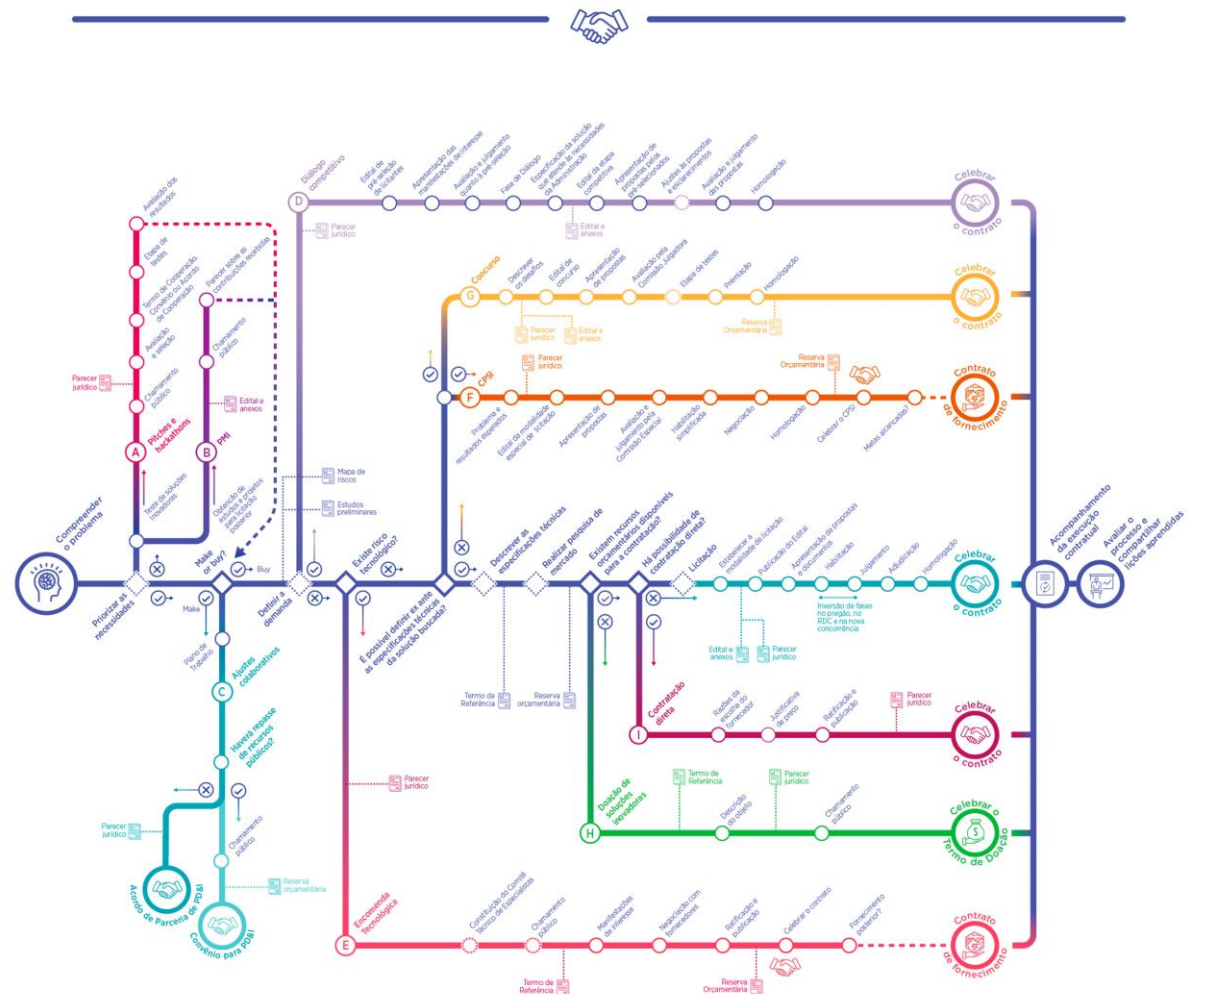 Diálogo
competitivo
D
Edital de
pré-seleção
de licitantes
Apresentação das
manifestações de interesse
Avaliação e julgamento
quanto à pré-seleção
Fase de Diálogo
Especificação da solução
que atende às necessidades
da Administração
Edital da etapa
competitiva
Apresentação de
propostas pelos
pré-selecionados
Ajustes às propostas
e esclarecimentos
Avaliação e julgamento
das propostas
Homologação
Celebrar
o contrato
Parecer
jurídico
Edital e
anexos
Avaliação dos
resultados
Etapa de
testes
Termo de Cooperação,
Convênio ou Acordo
de Cooperação
Avaliação
e seleção
Chamamento
público
Parecer
jurídico
A
Pitches e
hackathons
Teste de soluções
inovadoras
Parecer sobre as
contribuições recebidas
Chamamento
público
Edital e
anexos
B
PMI
Obtenção de
estudos e projetos
para licitação
posterior
Concurso
G
Descrever
os desafios
Edital de
concurso
Apresentação
de propostas
Avaliação pela
Comissão Julgadora
Etapa de testes
Premiação
Homologação
Celebrar
o contrato
Parecer
jurídico
Edital e
anexos
Reserva
Orçamentária
CPSI
F
Parecer
jurídico
Reserva
Orçamentária
Problema e
resultados esperados
Edital da modalidade
especial de licitação
Apresentação de
propostas
Avaliação e
julgamento pela
Comissão Especial
Habilitação
simplificada
Negociação
Homologação
Celebrar o CPSI
Metas alcançadas?
Contrato
de fornecimento
Mapa de
riscos
Estudos
preliminares
Compreender
o problema
Priorizar as
necessidades
Make
or buy?
Buy
Make
Definir a
demanda
Existe risco
tecnológico?
É possível definir ex ante
as especificações técnicas
da solução buscada?
Descrever as
especificações técnicas
Realizar pesquisa de
mercado
Existem recursos
orçamentários disponíveis
para a contratação?
Há possibilidade de
contratação direta?
Licitação
Estabelecer a
modalidade de licitação
Publicação do Edital
Apresentação de propostas
e documentos
Habilitação
Julgamento
Adjudicação
Homologação
Celebrar
o contrato
Acompanhamento
da execução
contratual
Avaliar o
processo e
compartilhar
lições aprendidas
Inversão de fases
no pregão, no
RDC e na nova
concorrência
Edital e
anexos
Parecer
jurídico
Termo de
Referência
Reserva
orçamentária
Plano de
Trabalho
C
Ajustes
colaborativos
Haverá repasse
de recursos
públicos?
Parecer
jurídico
Chamamento
público
Reserva
orçamentária
Acordo de Parceria de PD&I
Convênio para PD&I
Contratação
direta
I
Razões da
escolha do
fornecedor
Justificativa
de preço
Ratificação e
publicação
Parecer
jurídico
Celebrar
o contrato
Parecer
jurídico
Doação de
soluções
inovadoras
H
Termo de
Referência
Descrição
do objeto
Parecer
jurídico
Chamamento
público
Celebrar o
Termo de Doação
Encomenda
Tecnológica
E
Constituição do Comitê
Técnico de Especialistas
Chamamento
público
Manifestações
de interesse
Negociação com
fornecedores
Ratificação e
publicação
Celebrar o contrato
Fornecimento
posterior?
Contrato
de fornecimento
Termo de
Referência
Reserva
Orçamentária